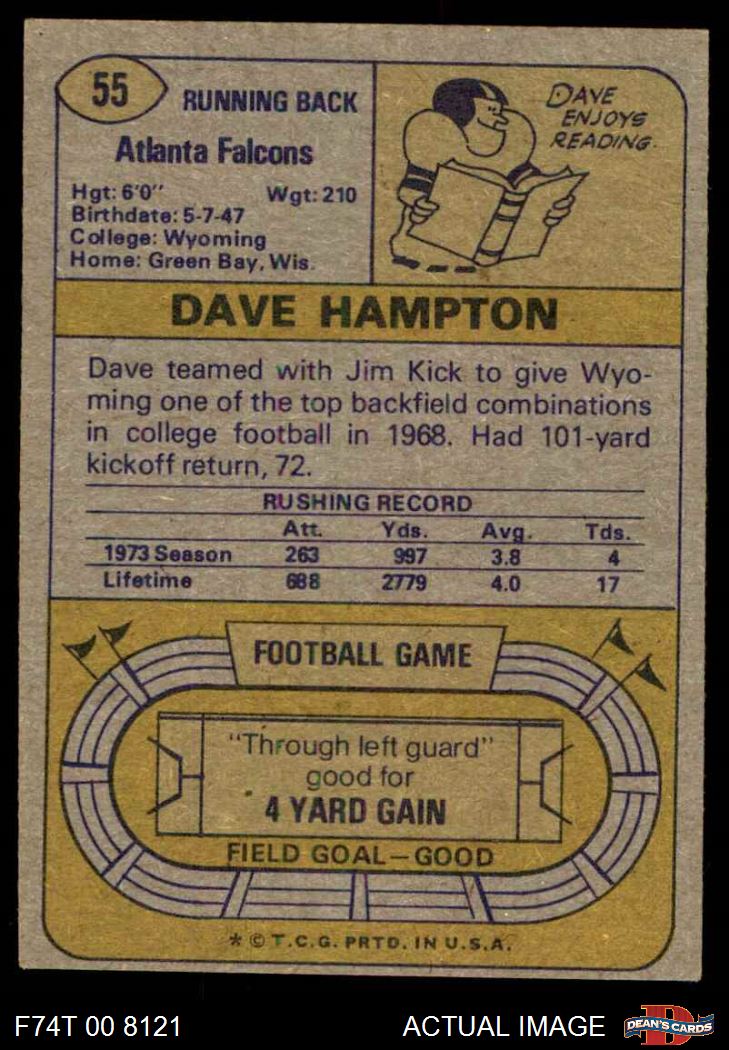 55
RUNNING BACK
Atlanta Falcons
Hgt: 6'0" Wgt: 210
Birthdate: 5-7-47
College: Wyoming
Home: Green Bay, Wis.
DAVE
ENJOYS
READING.
DAVE HAMPTON
Dave teamed with Jim Kick to give Wyo-
ming one of the top backfield combinations
in college football in 1968. Had 101-yard
kickoff return, 72.
RUSHING RECORD
Att. Yds. Avg. Tds.
1973 Season 263 997 3.8 4
Lifetime 688 2779 4.0 17
FOOTBALL GAME
"Through left guard"
good for
4 YARD GAIN
FIELD GOAL—GOOD
* © T.C.G. PRTD. IN U.S.A.
F74T 00 8121 ACTUAL IMAGE
D
DEAN'S CARDS